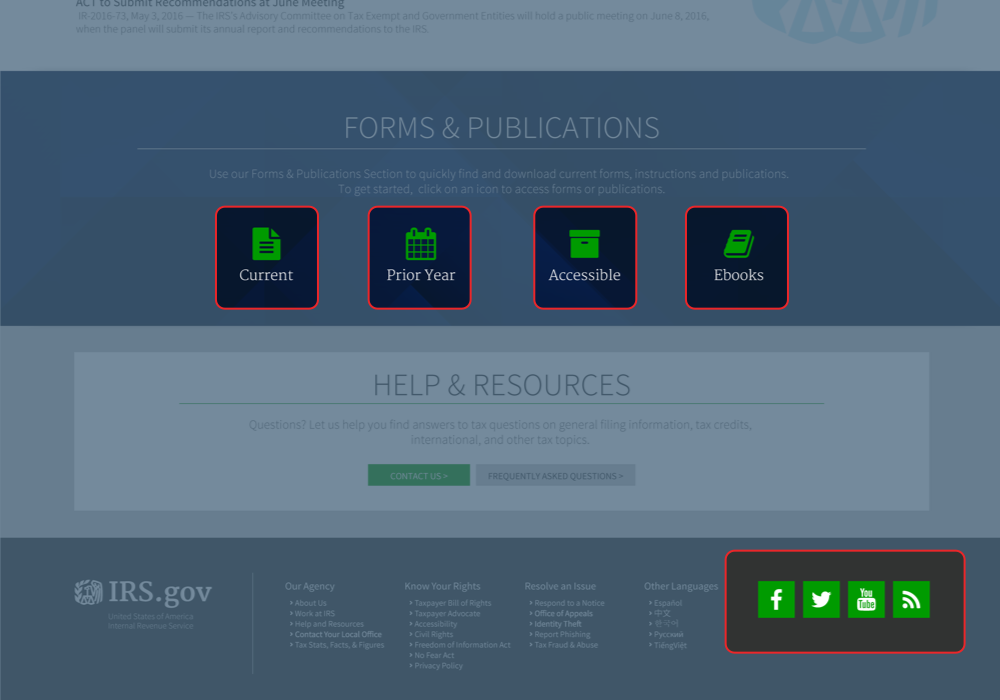 ACT to Submit Recommendations at June Meeting
IR-2016-73, May 3, 2016 — The IRS's Advisory Committee on Tax Exempt and Government Entities will hold a public meeting on June 8, 2016,
when the panel will submit its annual report and recommendations to the IRS.
FORMS & PUBLICATIONS
Use our Forms & Publications Section to quickly find and download current forms, instructions and publications.
To get started, click on an icon to access forms or publications.
Current
Prior Year
Accessible
Ebooks
HELP & RESOURCES
Questions? Let us help you find answers to tax questions on general filing information, tax credits,
international, and other tax topics.
CONTACT US >
FREQUENTLY ASKED QUESTIONS >
IRS.gov
United States of America
Internal Revenue Service
Our Agency
About Us
Work at IRS
Help and Resources
Contact Your Local Office
Tax Stats, Facts, & Figures
Know Your Rights
Taxpayer Bill of Rights
Taxpayer Advocate
Accessibility
Civil Rights
Freedom of Information Act
No Fear Act
Privacy Policy
Resolve an Issue
Respond to a Notice
Office of Appeals
Identity Theft
Report Phishing
Tax Fraud & Abuse
Other Languages
Español
中文
한국어
Русский
TiếngViệt
You
Tube